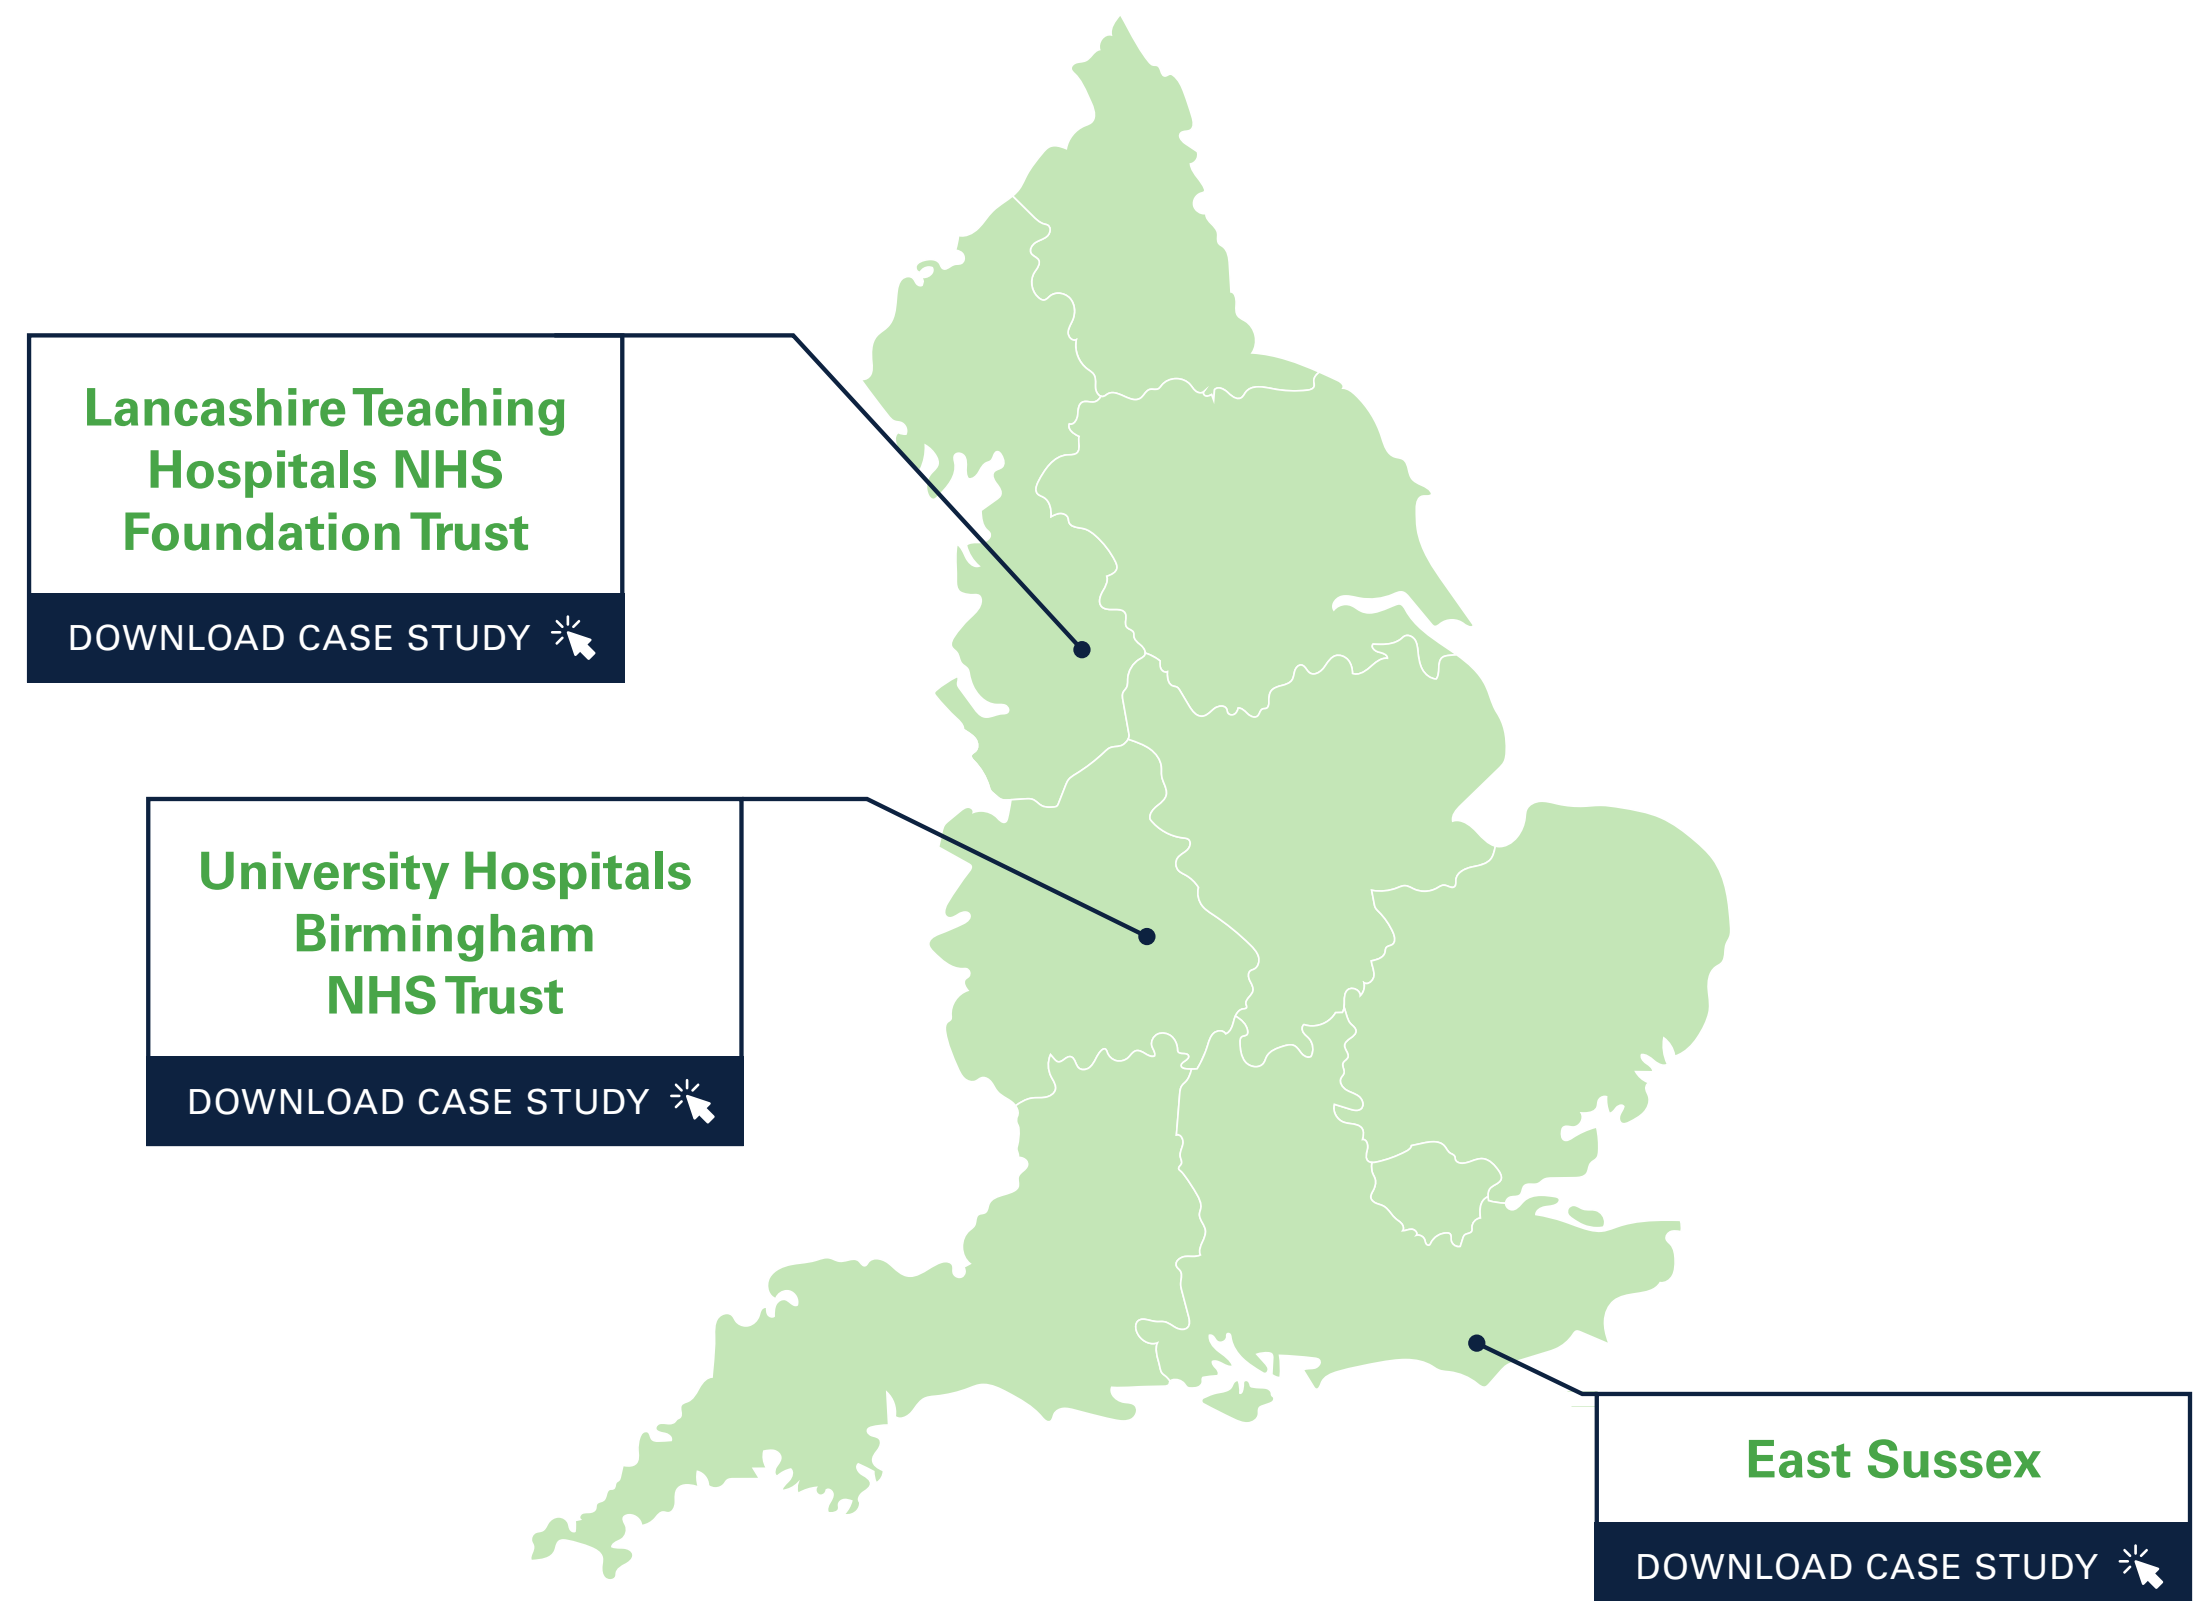 Lancashire Teaching
Hospitals NHS
Foundation Trust
DOWNLOAD CASE STUDY
University Hospitals
Birmingham
NHS Trust
DOWNLOAD CASE STUDY
East Sussex
DOWNLOAD CASE STUDY